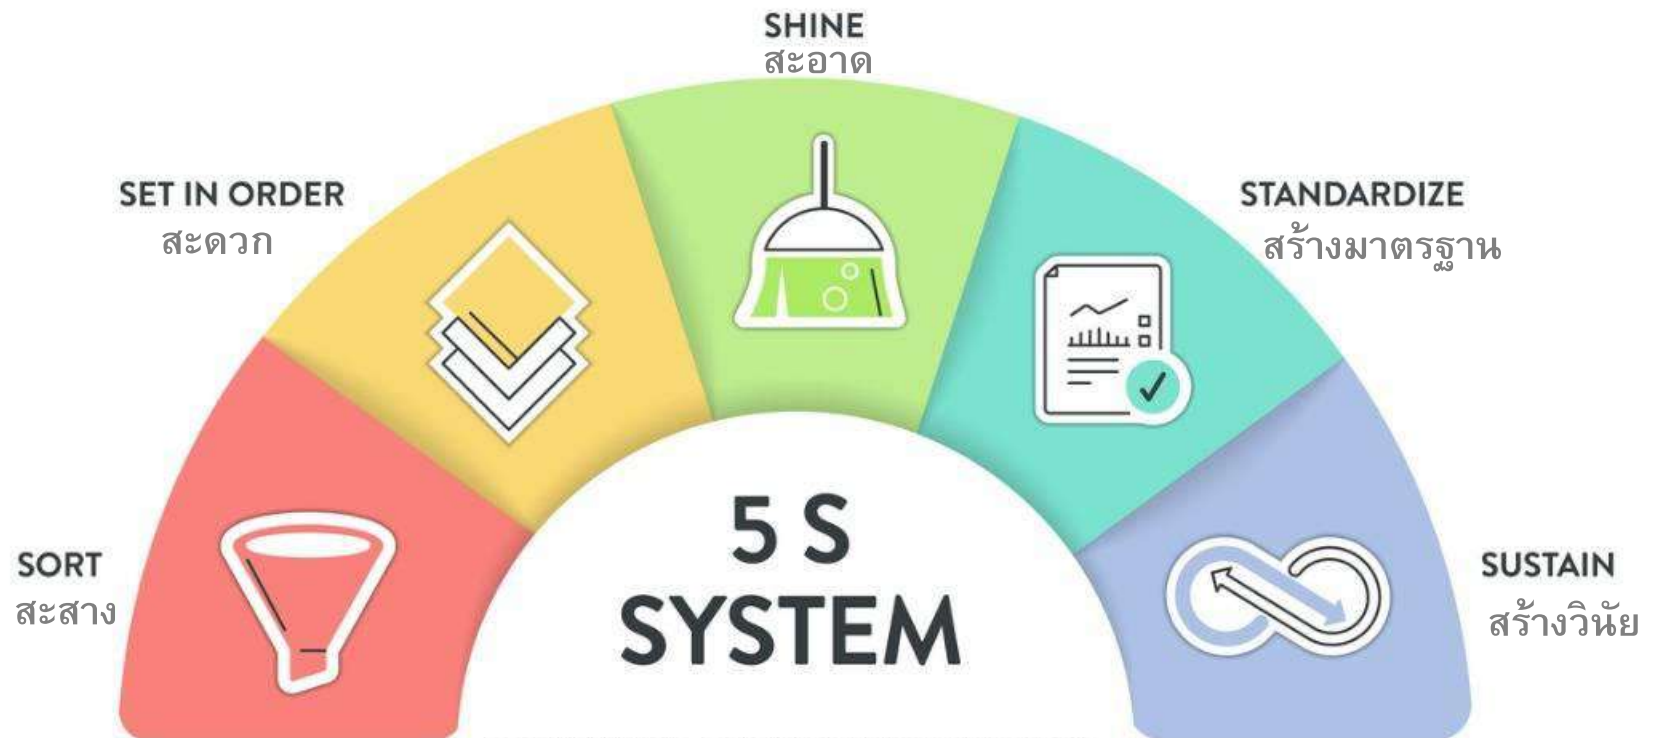 SHINE
สะอาด
SET IN ORDER
สะดวก
STANDARDIZE
สร้างมาตรฐาน
SORT
สะสาง
5 S
SYSTEM
SUSTAIN
สร้างวินัย